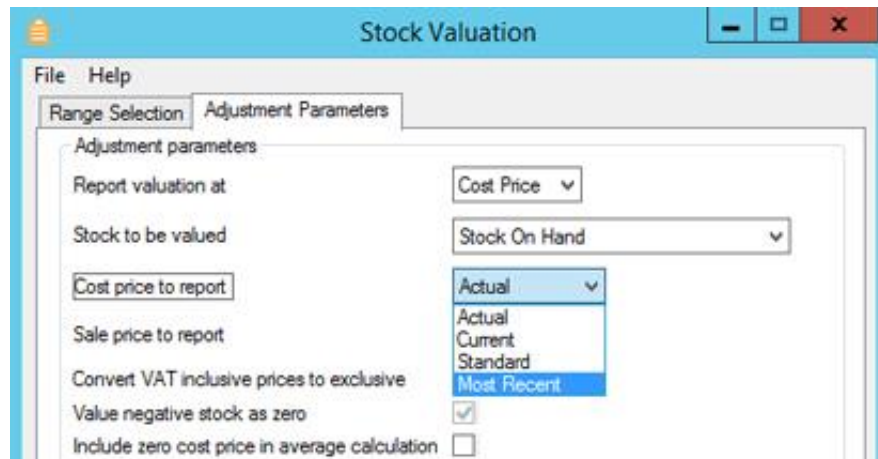 Stock Valuation
File Help
Range Selection Adjustment Parameters
Adjustment parameters
Report valuation at Cost Price
Stock to be valued Stock On Hand
Cost price to report Actual
Actual
Sale price to report Current
Standard
Convert VAT inclusive prices to exclusive Most Recent
Value negative stock as zero
Include zero cost price in average calculation